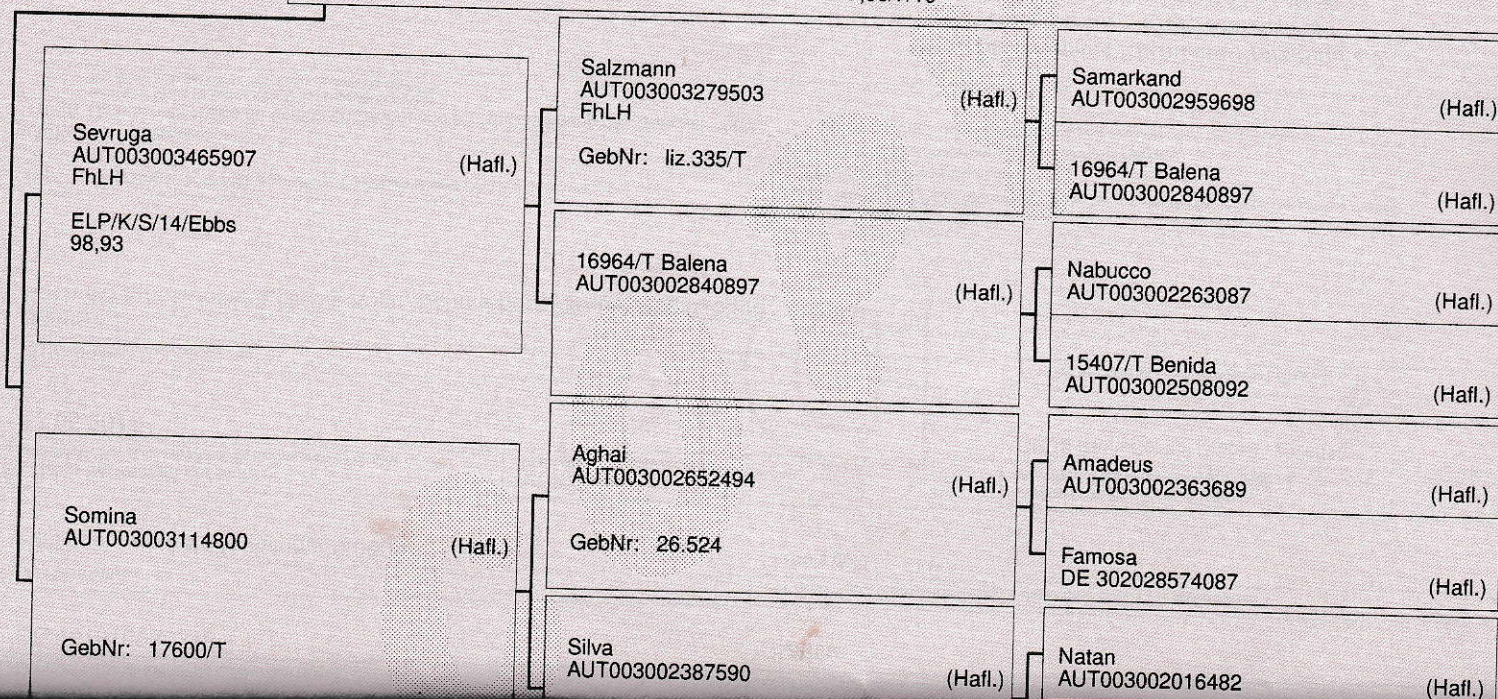 Sevruga
AUT003003465907
FhLH
(Hafl.)
ELP/K/S/14/Ebbs
98,93
Somina
AUT003003114800
(Hafl.)
GebNr: 17600/T
Salzmann
AUT003003279503
FhLH
(Hafl.)
GebNr: liz.335/T
16964/T Balena
AUT003002840897
(Hafl.)
Aghai
AUT003002652494
(Hafl.)
GebNr: 26.524
Silva
AUT003002387590
(Hafl.)
Samarkand
AUT003002959698
(Hafl.)
16964/T Balena
AUT003002840897
(Hafl.)
Nabucco
AUT003002263087
(Hafl.)
15407/T Benida
AUT003002508092
(Hafl.)
Amadeus
AUT003002363689
(Hafl.)
Famosa
DE 302028574087
(Hafl.)
Natan
AUT003002016482
(Hafl.)